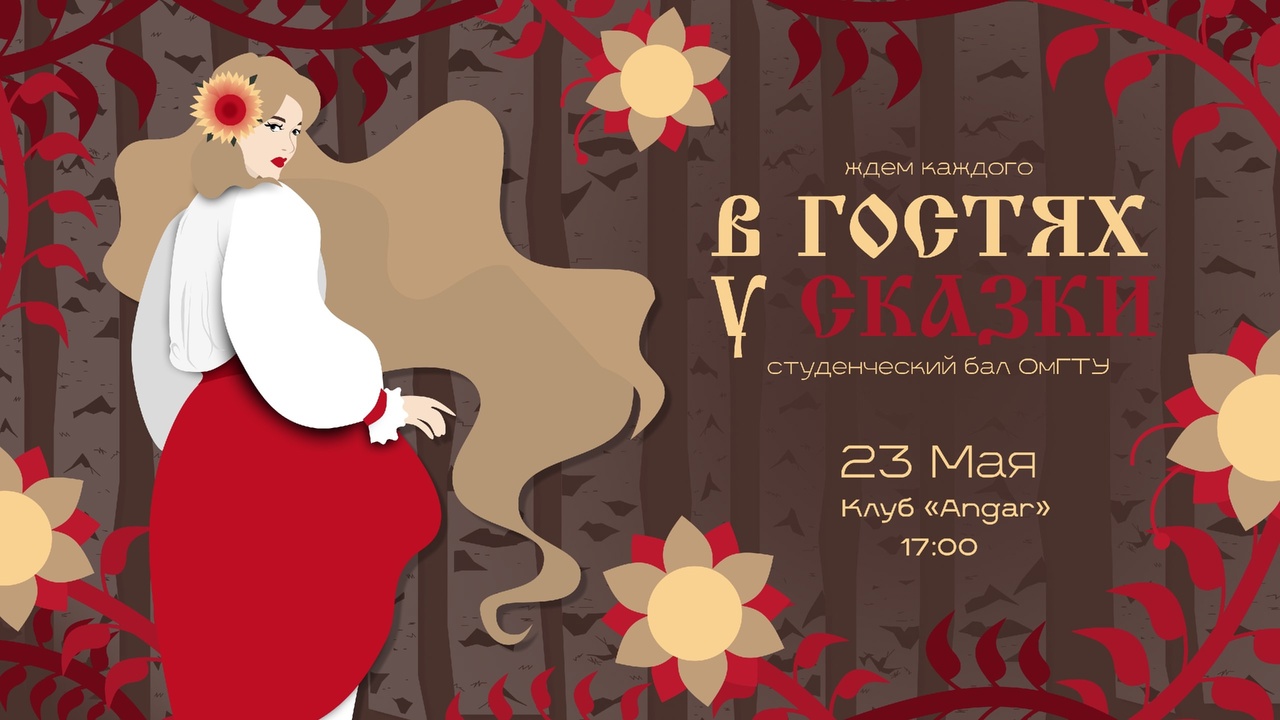 ждем каждого
В ГОСТЯХ
У СКАЗКИ
студенческий бал ОмГТУ
23 Мая
Клуб «Angar»
17:00